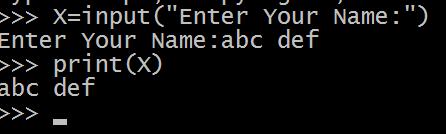 >>> X=input("Enter Your Name:")
Enter Your Name:abc def
>>> print(X)
abc def
>>> _